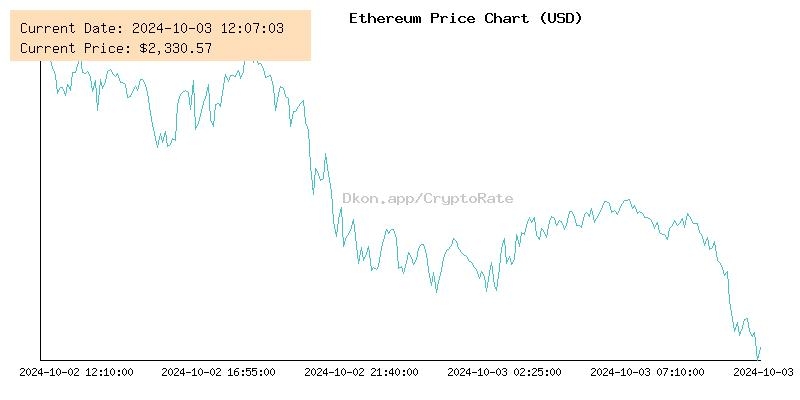 Ethereum Price Chart (USD)
Current Date: 2024-10-03 12:07:03
Current Price: $2,330.57
Dkon.app/CryptoRate
2024-10-02 12:10:00
2024-10-02 16:55:00
2024-10-02 21:40:00
2024-10-03 02:25:00
2024-10-03 07:10:00
2024-10-03